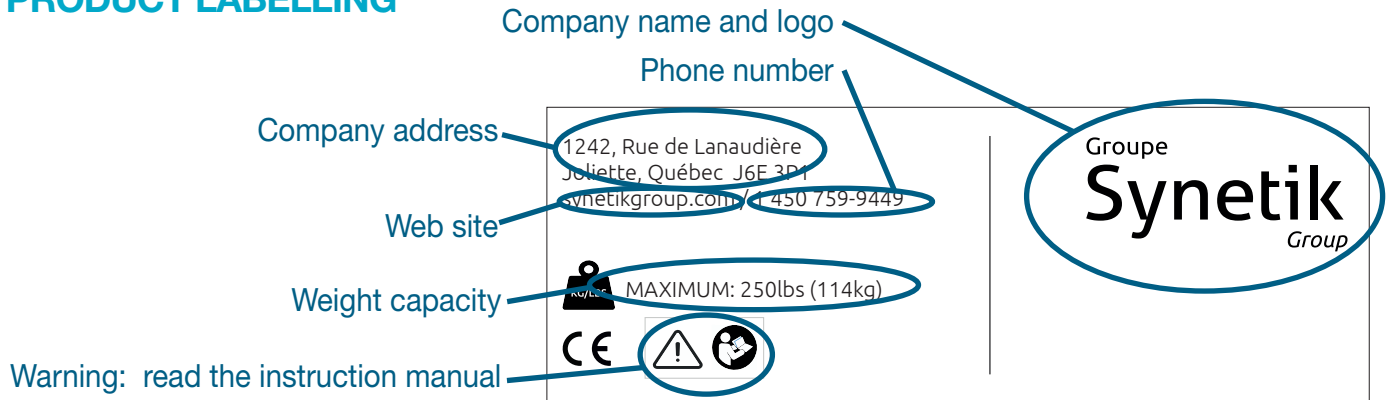 PRODUCT LABELLING
Company name and logo
Phone number
Company address
1242, Rue de Lanaudière
Joliette, Québec J6E 3P1
synetikgroup.com / 1 450 759-9449
Web site
Groupe
Synetik
Group
Weight capacity
KG/LBS
MAXIMUM: 250lbs (114kg)
CE
Warning: read the instruction manual